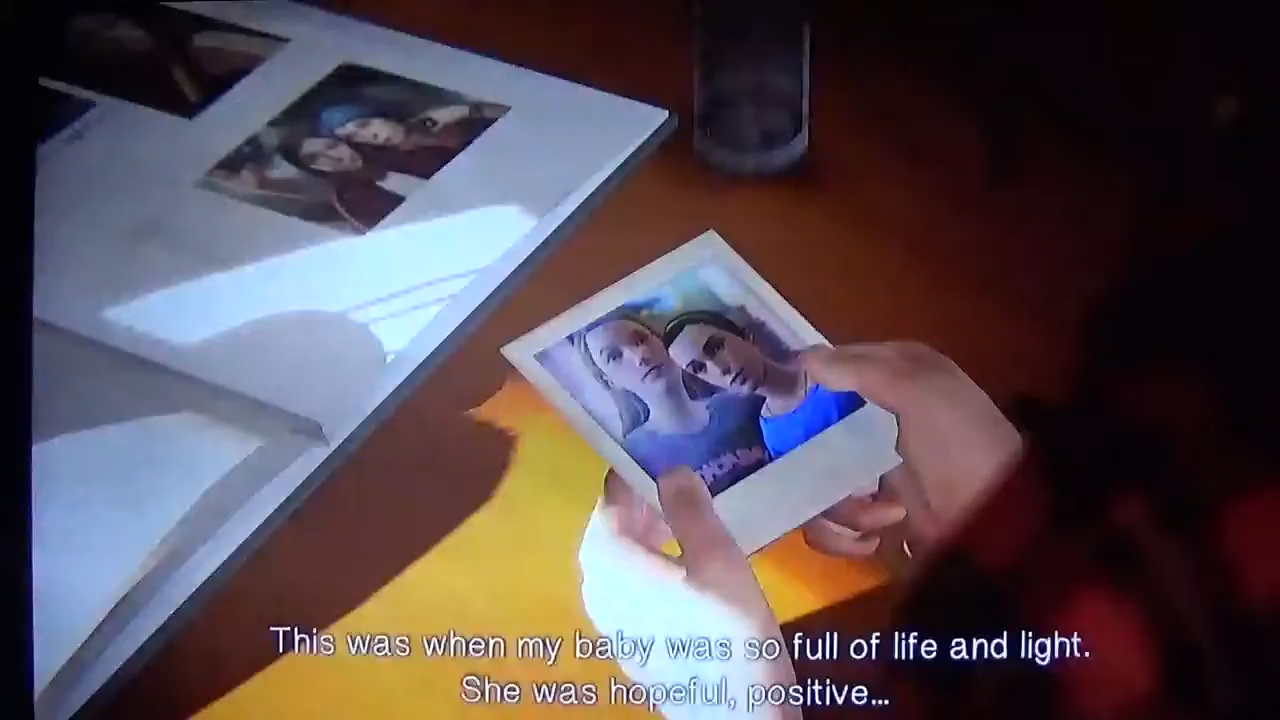 This was when my baby was so full of life and light.
She was hopeful, positive...